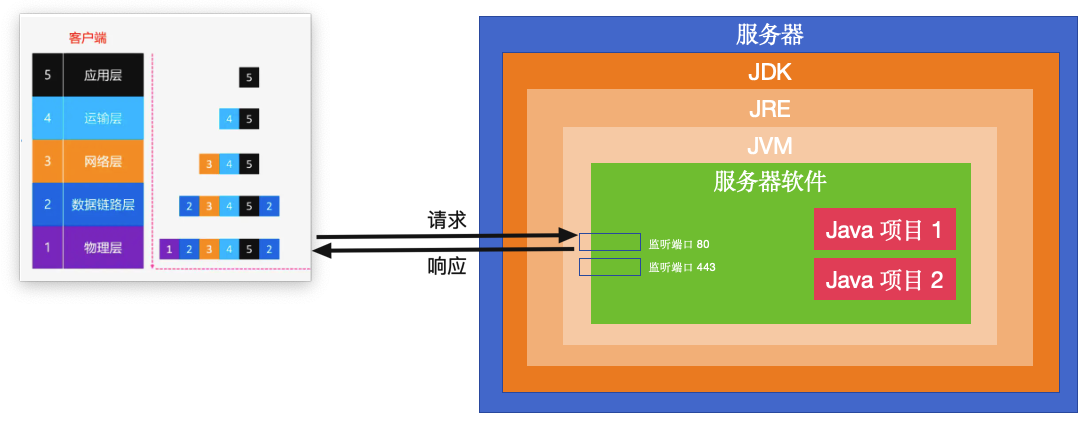 客户端
5 应用层 5
4 运输层 4 5
3 网络层 3 4 5
2 数据链路层 2 3 4 5 2
1 物理层 1 2 3 4 5 2
请求
响应
服务器
JDK
JRE
JVM
服务器软件
监听端口 80
监听端口 443
Java 项目 1
Java 项目 2